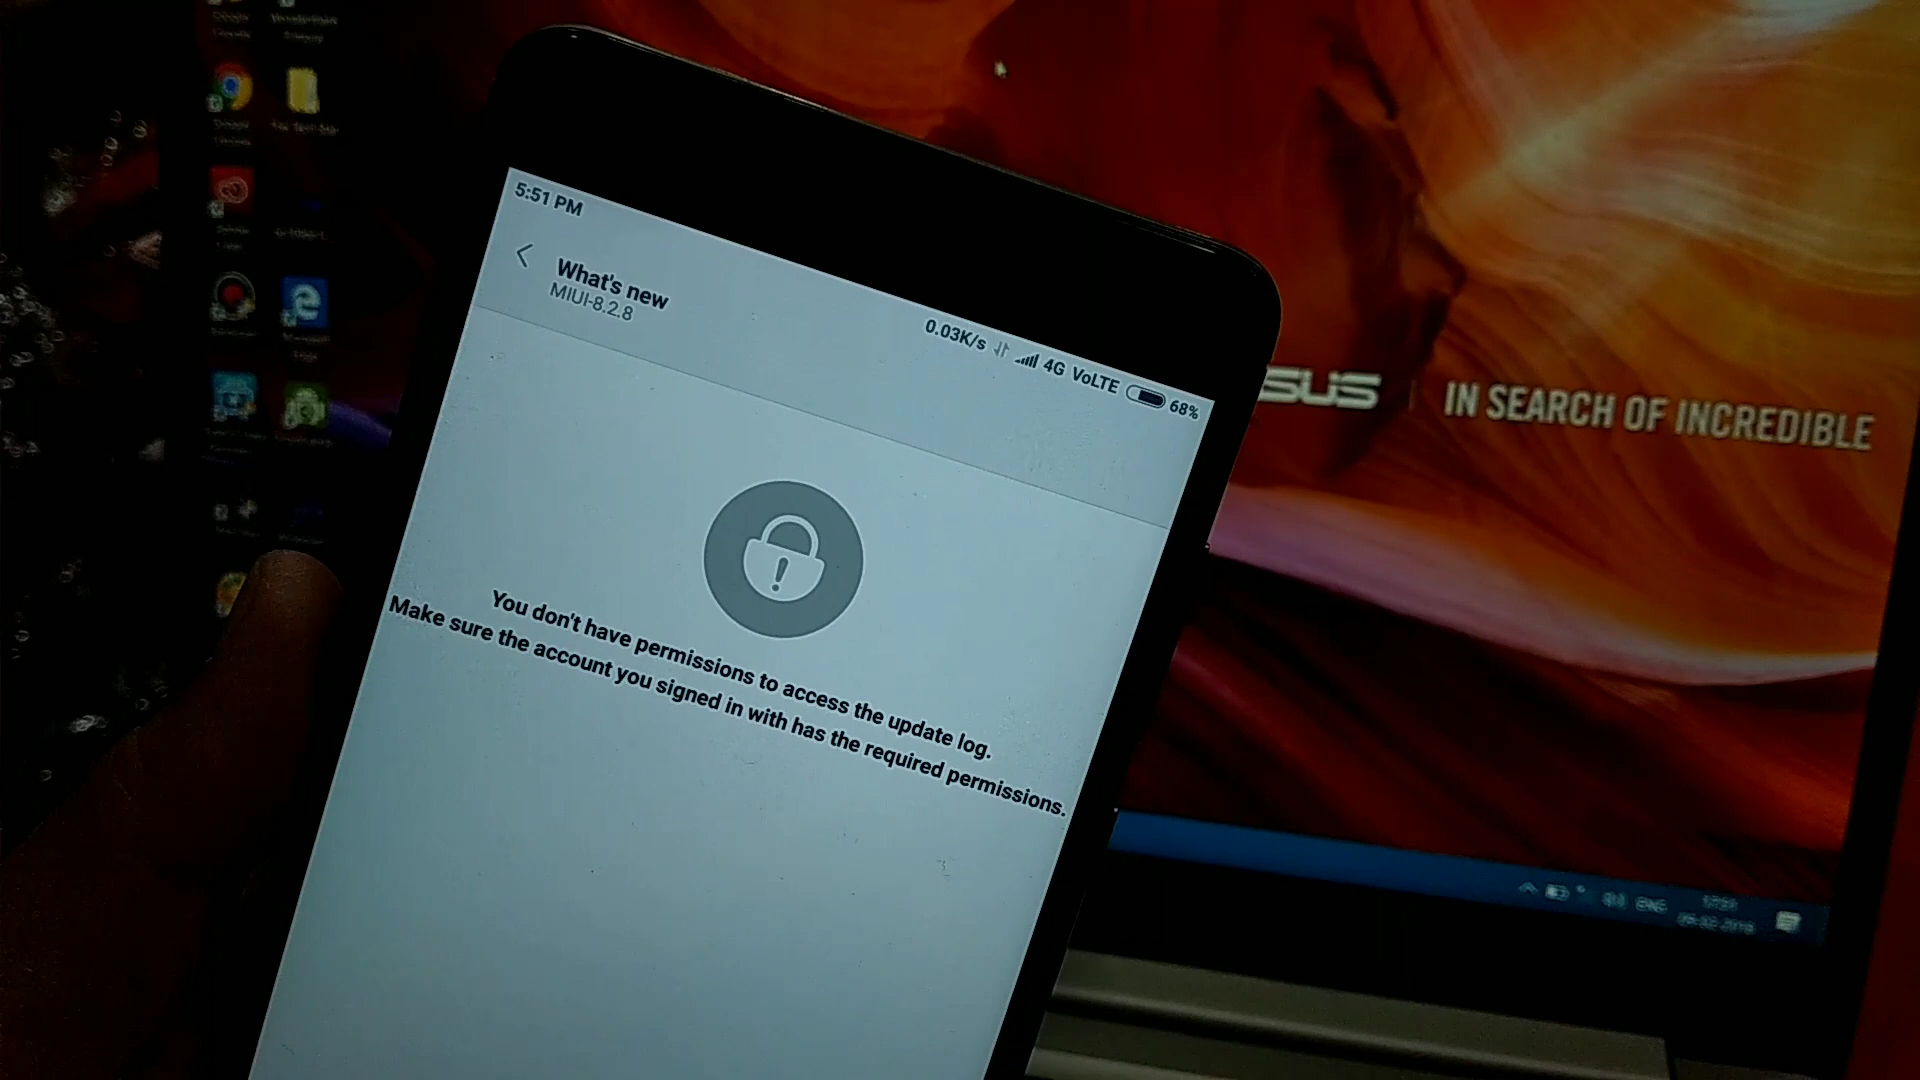 5:51 PM
What's new
MIUI-8.2.8
0.03K/s 4G VoLTE 68%
You don't have permissions to access the update log.
Make sure the account you signed in with has the required permissions.
SUS
IN SEARCH OF INCREDIBLE
ENG